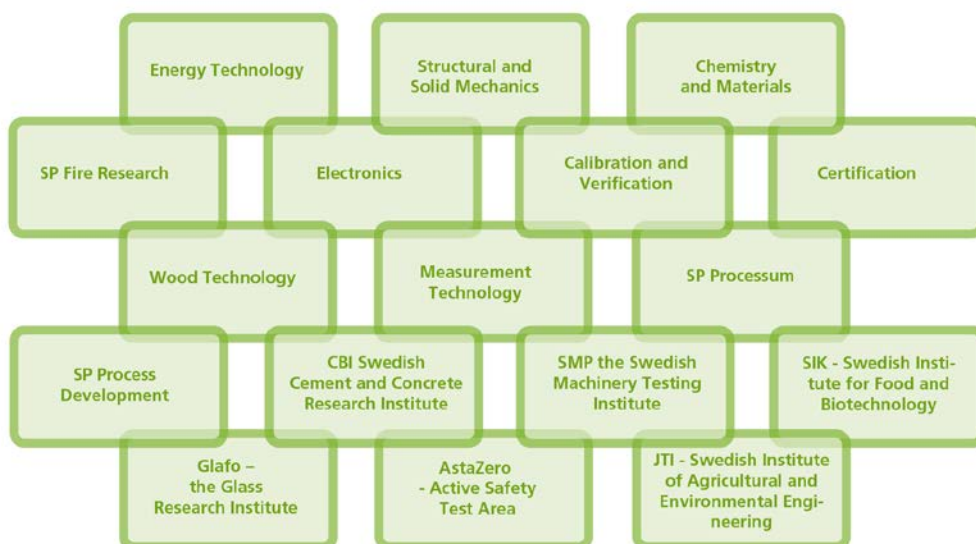 Energy Technology
Structural and
Solid Mechanics
Chemistry
and Materials
SP Fire Research
Electronics
Calibration and
Verification
Certification
Wood Technology
Measurement
Technology
SP Processum
SP Process
Development
CBI Swedish
Cement and Concrete
Research Institute
SMP the Swedish
Machinery Testing
Institute
SIK - Swedish Insti-
tute for Food and
Biotechnology
Glafo –
the Glass
Research Institute
AstaZero
- Active Safety
Test Area
JTI - Swedish Institute
of Agricultural and
Environmental Engi-
neering